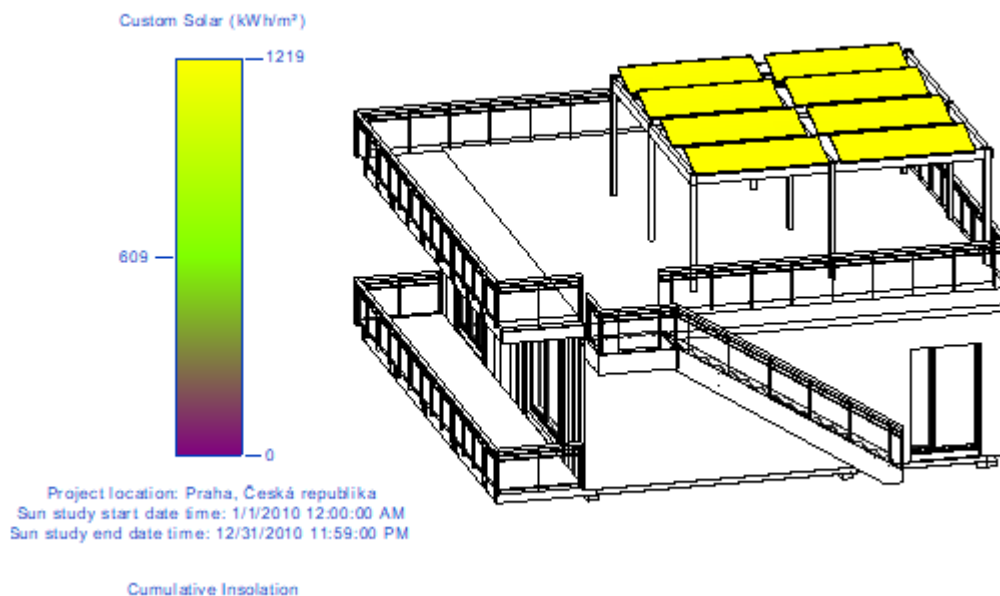 Custom Solar (kWh/m²)
1219
609
0
Project location: Praha, Česká republika
Sun study start date time: 1/1/2010 12:00:00 AM
Sun study end date time: 12/31/2010 11:59:00 PM
Cumulative Insolation